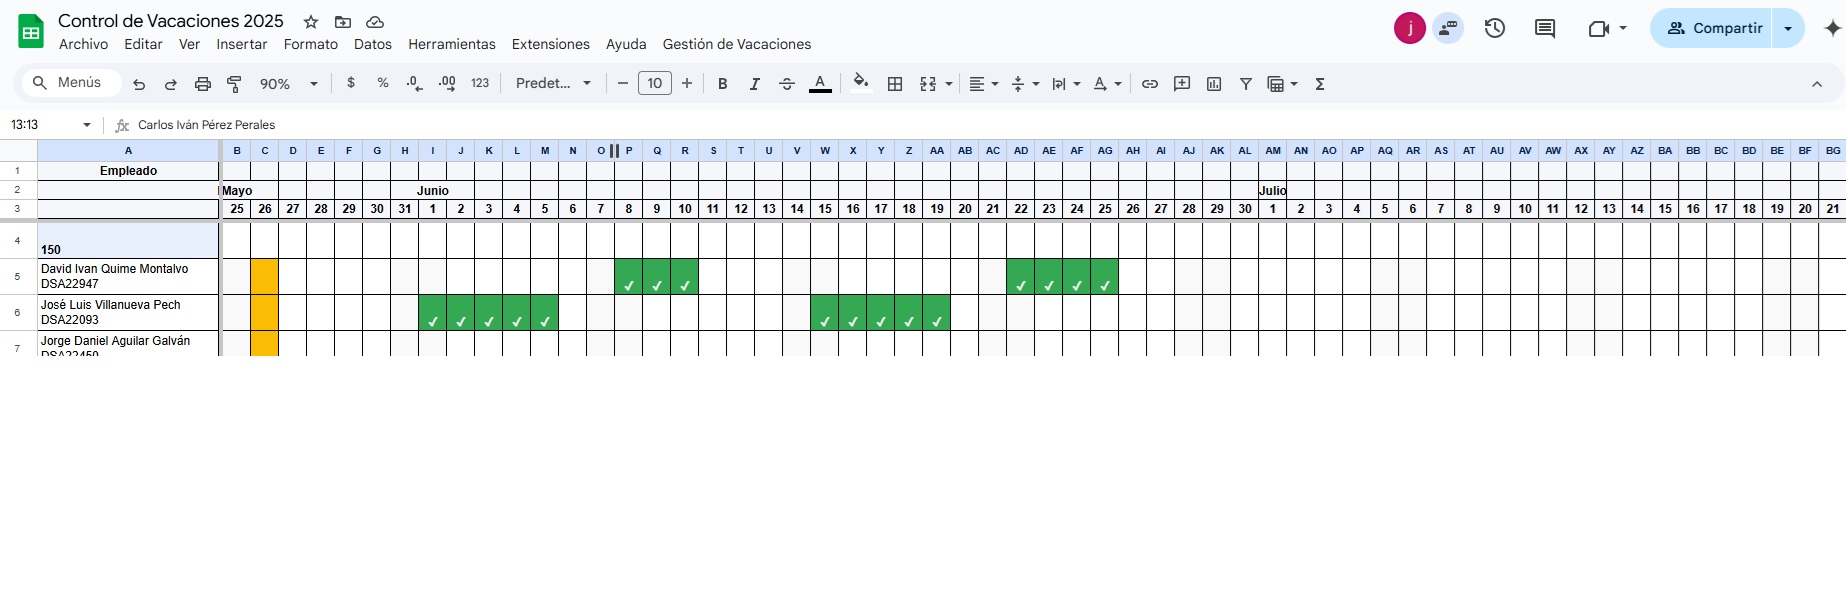 Control de Vacaciones 2025
Archivo Editar Ver Insertar Formato Datos Herramientas Extensiones Ayuda Gestión de Vacaciones
j
Compartir
Menús 90% $ % .0 .00 123 Predet... − 10 + B I S A Σ
13:13 fx Carlos Iván Pérez Perales
A B C D E F G H I J K L M N O P Q R S T U V W X Y Z AA AB AC AD AE AF AG AH AI AJ AK AL AM AN AO AP AQ AR AS AT AU AV AW AX AY AZ BA BB BC BD BE BF BG
1 Empleado
2 Mayo Junio Julio
3 25 26 27 28 29 30 31 1 2 3 4 5 6 7 8 9 10 11 12 13 14 15 16 17 18 19 20 21 22 23 24 25 26 27 28 29 30 1 2 3 4 5 6 7 8 9 10 11 12 13 14 15 16 17 18 19 20 21
4 150
5 David Ivan Quime Montalvo
DSA22947 ✓ ✓ ✓ ✓ ✓ ✓ ✓
6 José Luis Villanueva Pech
DSA22093 ✓ ✓ ✓ ✓ ✓ ✓ ✓ ✓ ✓ ✓
7 Jorge Daniel Aguilar Galván
DSA22450